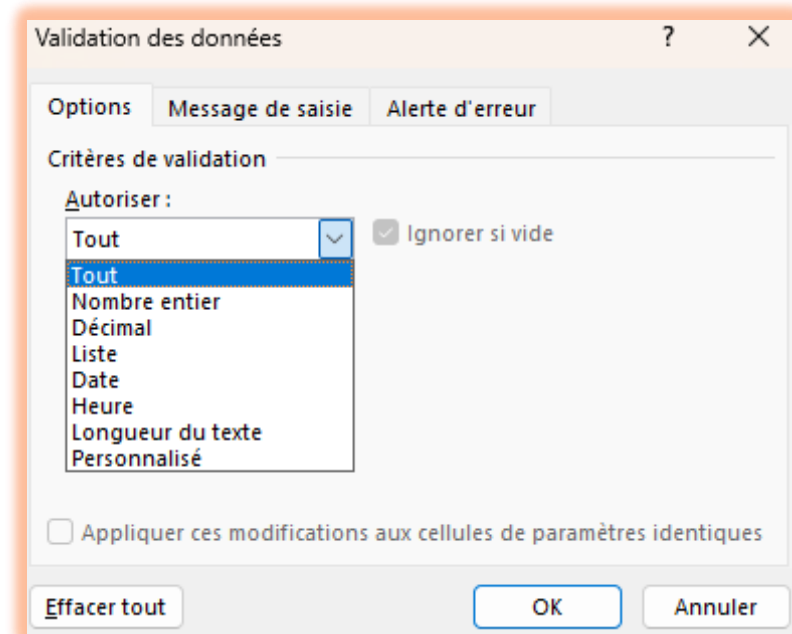 Validation des données ? ×
Options Message de saisie Alerte d'erreur
Critères de validation
Autoriser :
Tout Ignorer si vide
Tout
Nombre entier
Décimal
Liste
Date
Heure
Longueur du texte
Personnalisé
Appliquer ces modifications aux cellules de paramètres identiques
Effacer tout OK Annuler